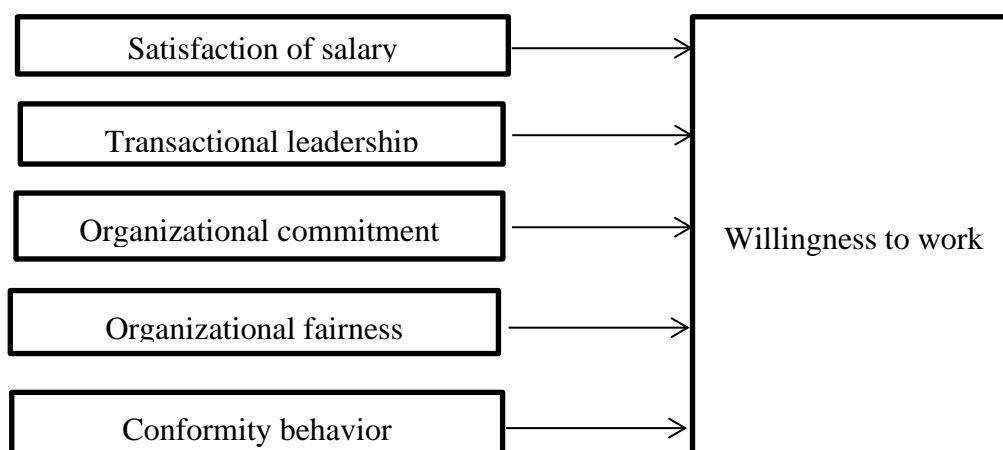 Satisfaction of salary
Transactional leadership
Organizational commitment
Willingness to work
Organizational fairness
Conformity behavior